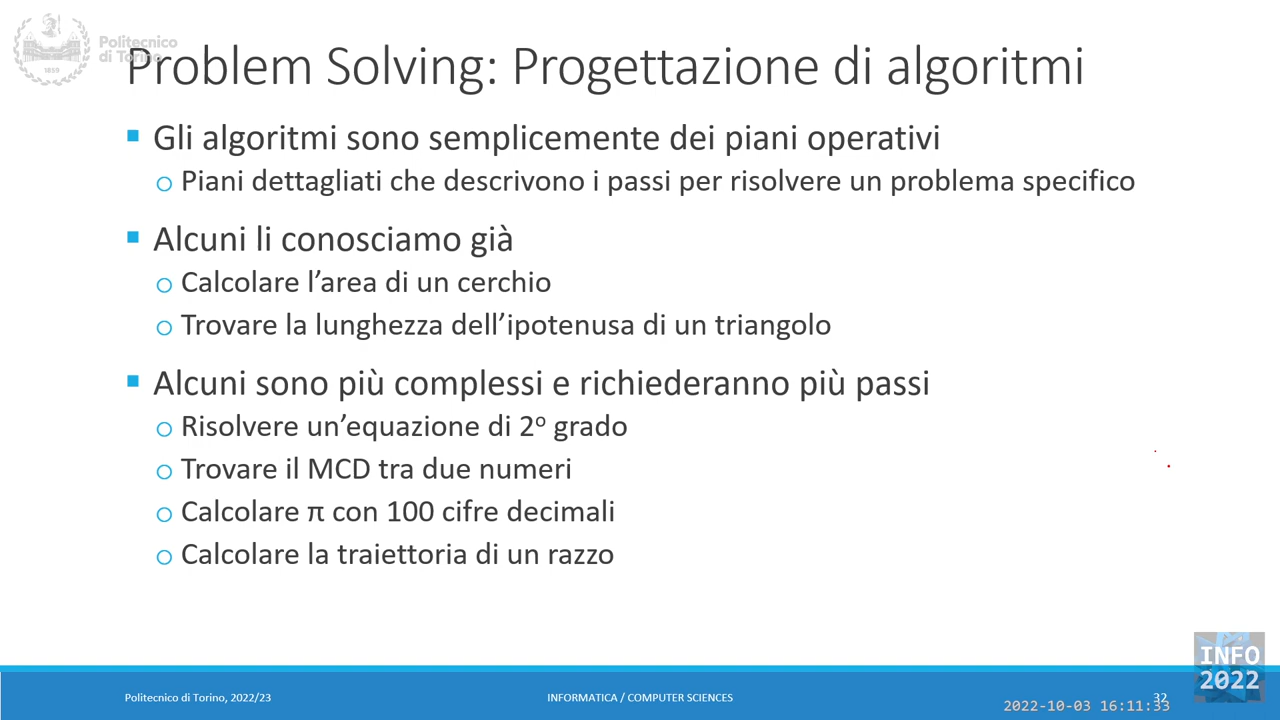 Politecnico
di Torino
1859
Problem Solving: Progettazione di algoritmi
Gli algoritmi sono semplicemente dei piani operativi
o Piani dettagliati che descrivono i passi per risolvere un problema specifico
Alcuni li conosciamo già
o Calcolare l’area di un cerchio
o Trovare la lunghezza dell’ipotenusa di un triangolo
Alcuni sono più complessi e richiederanno più passi
o Risolvere un’equazione di 2º grado
o Trovare il MCD tra due numeri
o Calcolare π con 100 cifre decimali
o Calcolare la traiettoria di un razzo
INFO
2022
Politecnico di Torino, 2022/23
INFORMATICA / COMPUTER SCIENCES
32
2022-10-03 16:11:33